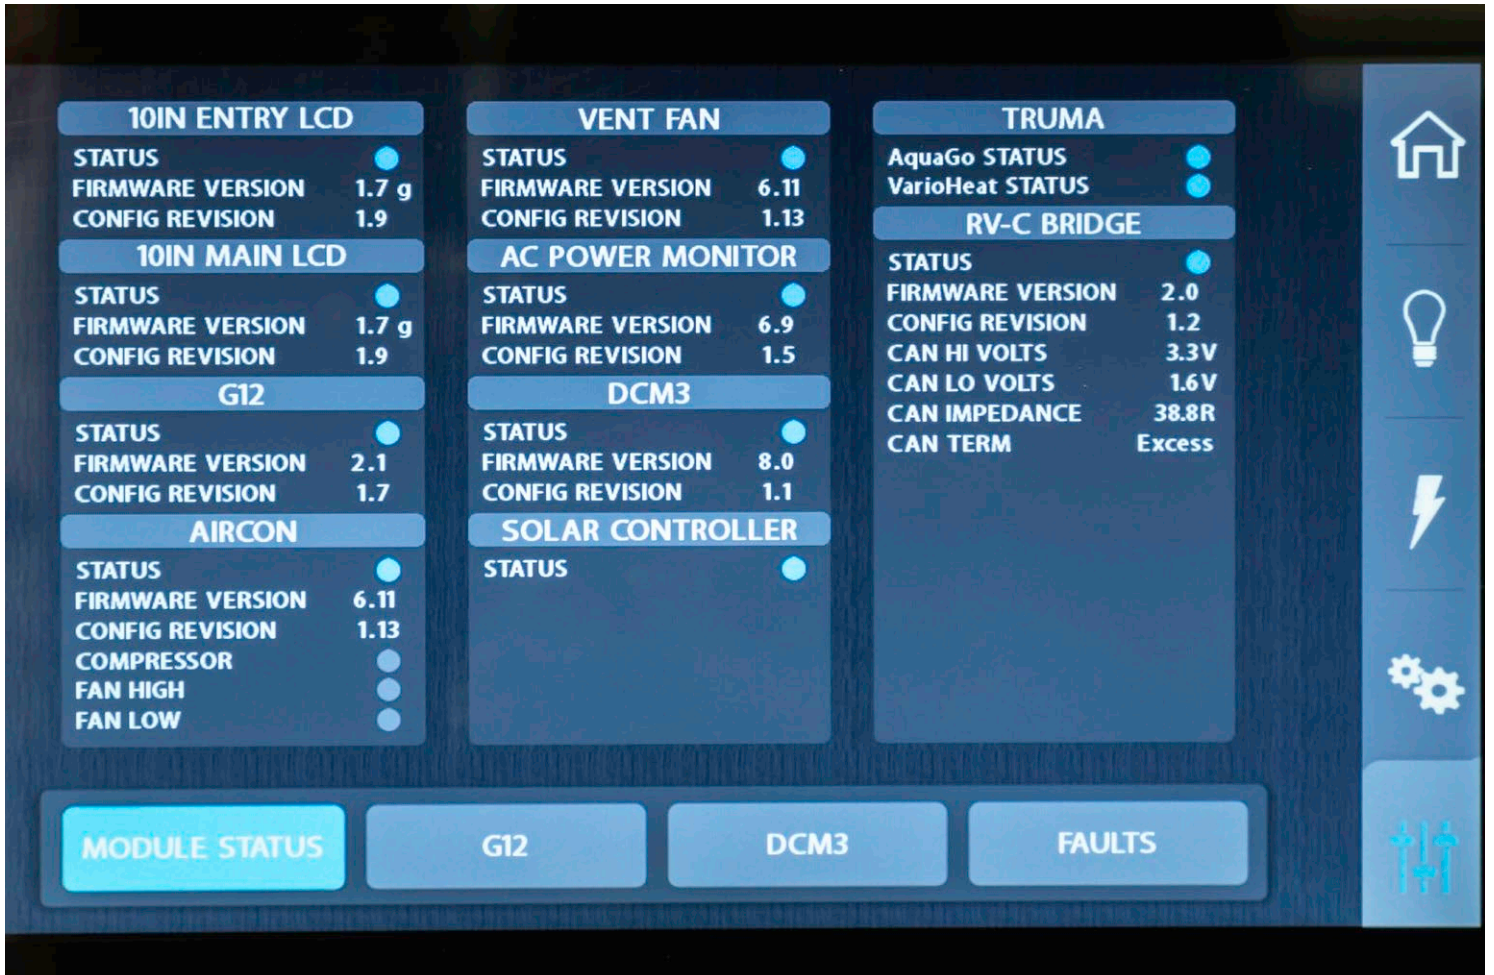 10IN ENTRY LCD
STATUS
FIRMWARE VERSION 1.7 g
CONFIG REVISION 1.9
10IN MAIN LCD
STATUS
FIRMWARE VERSION 1.7 g
CONFIG REVISION 1.9
G12
STATUS
FIRMWARE VERSION 2.1
CONFIG REVISION 1.7
AIRCON
STATUS
FIRMWARE VERSION 6.11
CONFIG REVISION 1.13
COMPRESSOR
FAN HIGH
FAN LOW
VENT FAN
STATUS
FIRMWARE VERSION 6.11
CONFIG REVISION 1.13
AC POWER MONITOR
STATUS
FIRMWARE VERSION 6.9
CONFIG REVISION 1.5
DCM3
STATUS
FIRMWARE VERSION 8.0
CONFIG REVISION 1.1
SOLAR CONTROLLER
STATUS
TRUMA
AquaGo STATUS
VarioHeat STATUS
RV-C BRIDGE
STATUS
FIRMWARE VERSION 2.0
CONFIG REVISION 1.2
CAN HI VOLTS 3.3V
CAN LO VOLTS 1.6V
CAN IMPEDANCE 38.8R
CAN TERM Excess
MODULE STATUS
G12
DCM3
FAULTS